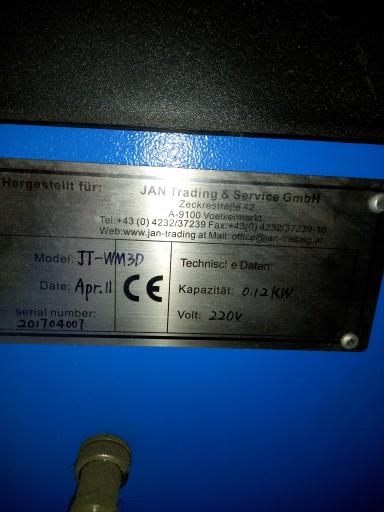 Hergestellt für:
JAN Trading & Service GmbH
Zeckrestraße 42
A-9100 Voelkermarkt
Tel:+43 (0) 4232/37239 Fax:+43(0) 4232/37239-10
Web:www.jan-trading.at Mail: office@jan-trading.at
Model: JT-WM3D
Date: Apr.11
serial number:
201704007
CE
Technische Daten:
Kapazität: 0.12KW
Volt: 220V